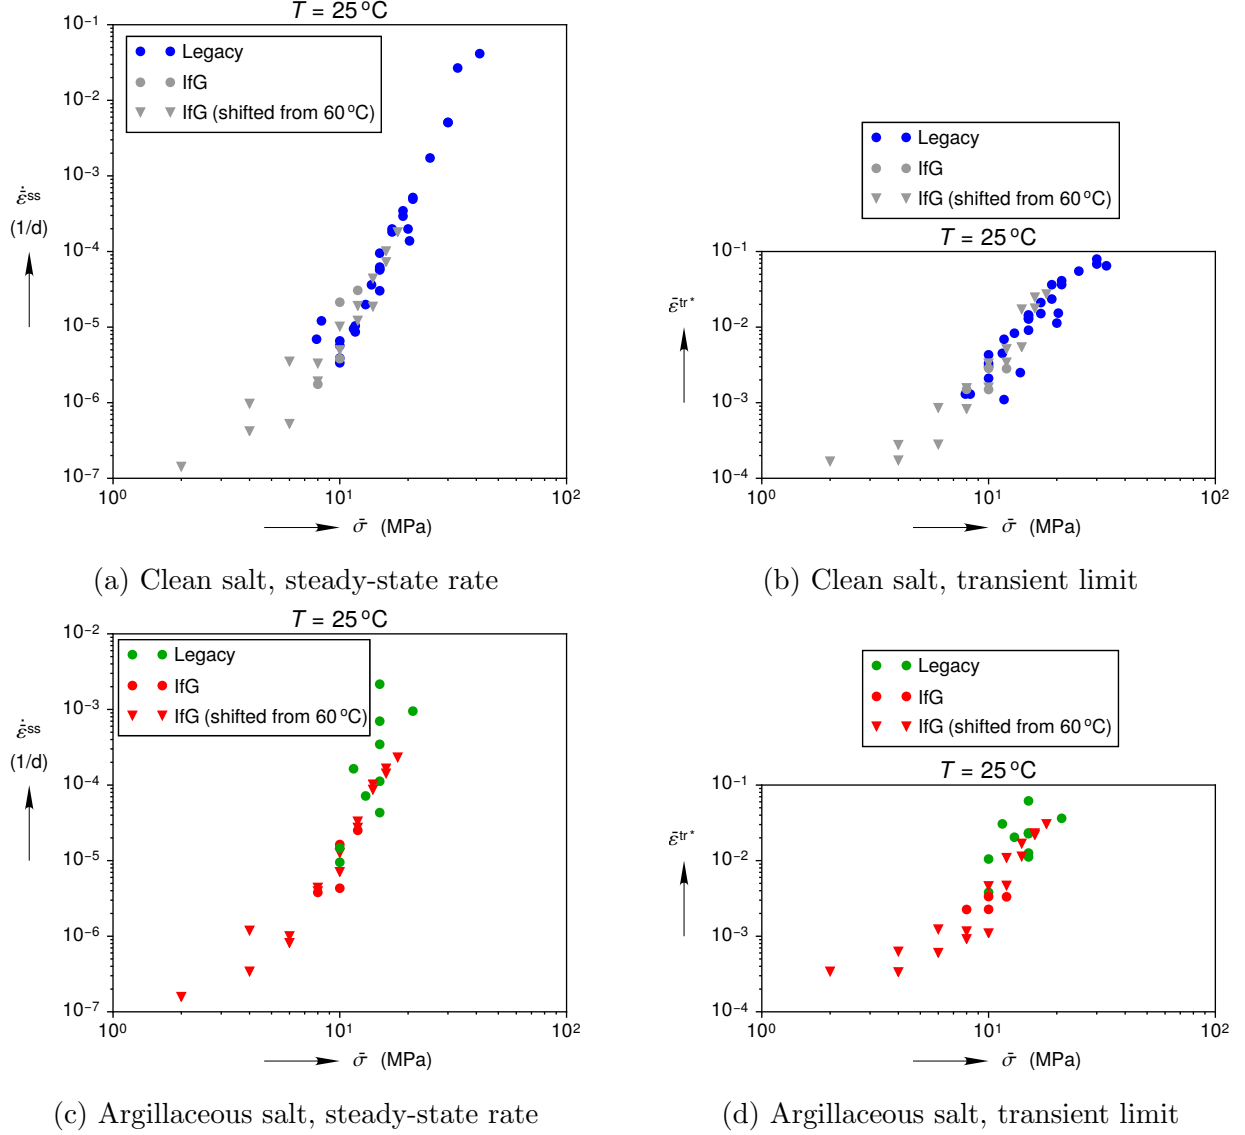 T = 25 °C
10⁻¹
10⁻²
10⁻³
10⁻⁴
10⁻⁵
10⁻⁶
10⁻⁷
Legacy
IfG
IfG (shifted from 60 °C)
ε̄̇ˢˢ
(1/d)
10⁰
10¹
10²
σ̄ (MPa)
(a) Clean salt, steady-state rate
Legacy
IfG
IfG (shifted from 60 °C)
T = 25 °C
10⁻¹
10⁻²
10⁻³
10⁻⁴
ε̄ᵗʳ*
10⁰
10¹
10²
σ̄ (MPa)
(b) Clean salt, transient limit
T = 25 °C
10⁻²
10⁻³
10⁻⁴
10⁻⁵
10⁻⁶
10⁻⁷
Legacy
IfG
IfG (shifted from 60 °C)
ε̄̇ˢˢ
(1/d)
10⁰
10¹
10²
σ̄ (MPa)
(c) Argillaceous salt, steady-state rate
Legacy
IfG
IfG (shifted from 60 °C)
T = 25 °C
10⁻¹
10⁻²
10⁻³
10⁻⁴
ε̄ᵗʳ*
10⁰
10¹
10²
σ̄ (MPa)
(d) Argillaceous salt, transient limit